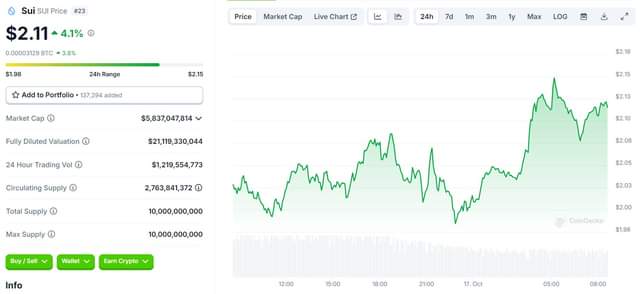 Sui SUI Price #23
$2.11 4.1%
0.00003129 BTC 3.8%
$1.98 24h Range $2.15
Add to Portfolio • 137,294 added
Market Cap $5,837,047,814
Fully Diluted Valuation $21,119,330,044
24 Hour Trading Vol $1,219,554,773
Circulating Supply 2,763,841,372
Total Supply 10,000,000,000
Max Supply 10,000,000,000
Buy / Sell Wallet Earn Crypto
Info
Price Market Cap Live Chart 24h 7d 1m 3m 1y Max LOG
$2.18
$2.15
$2.13
$2.10
$2.08
$2.05
$2.03
$2.00
$1.98
CoinGecko
12:00 15:00 18:00 21:00 11. Oct 05:00 08:00